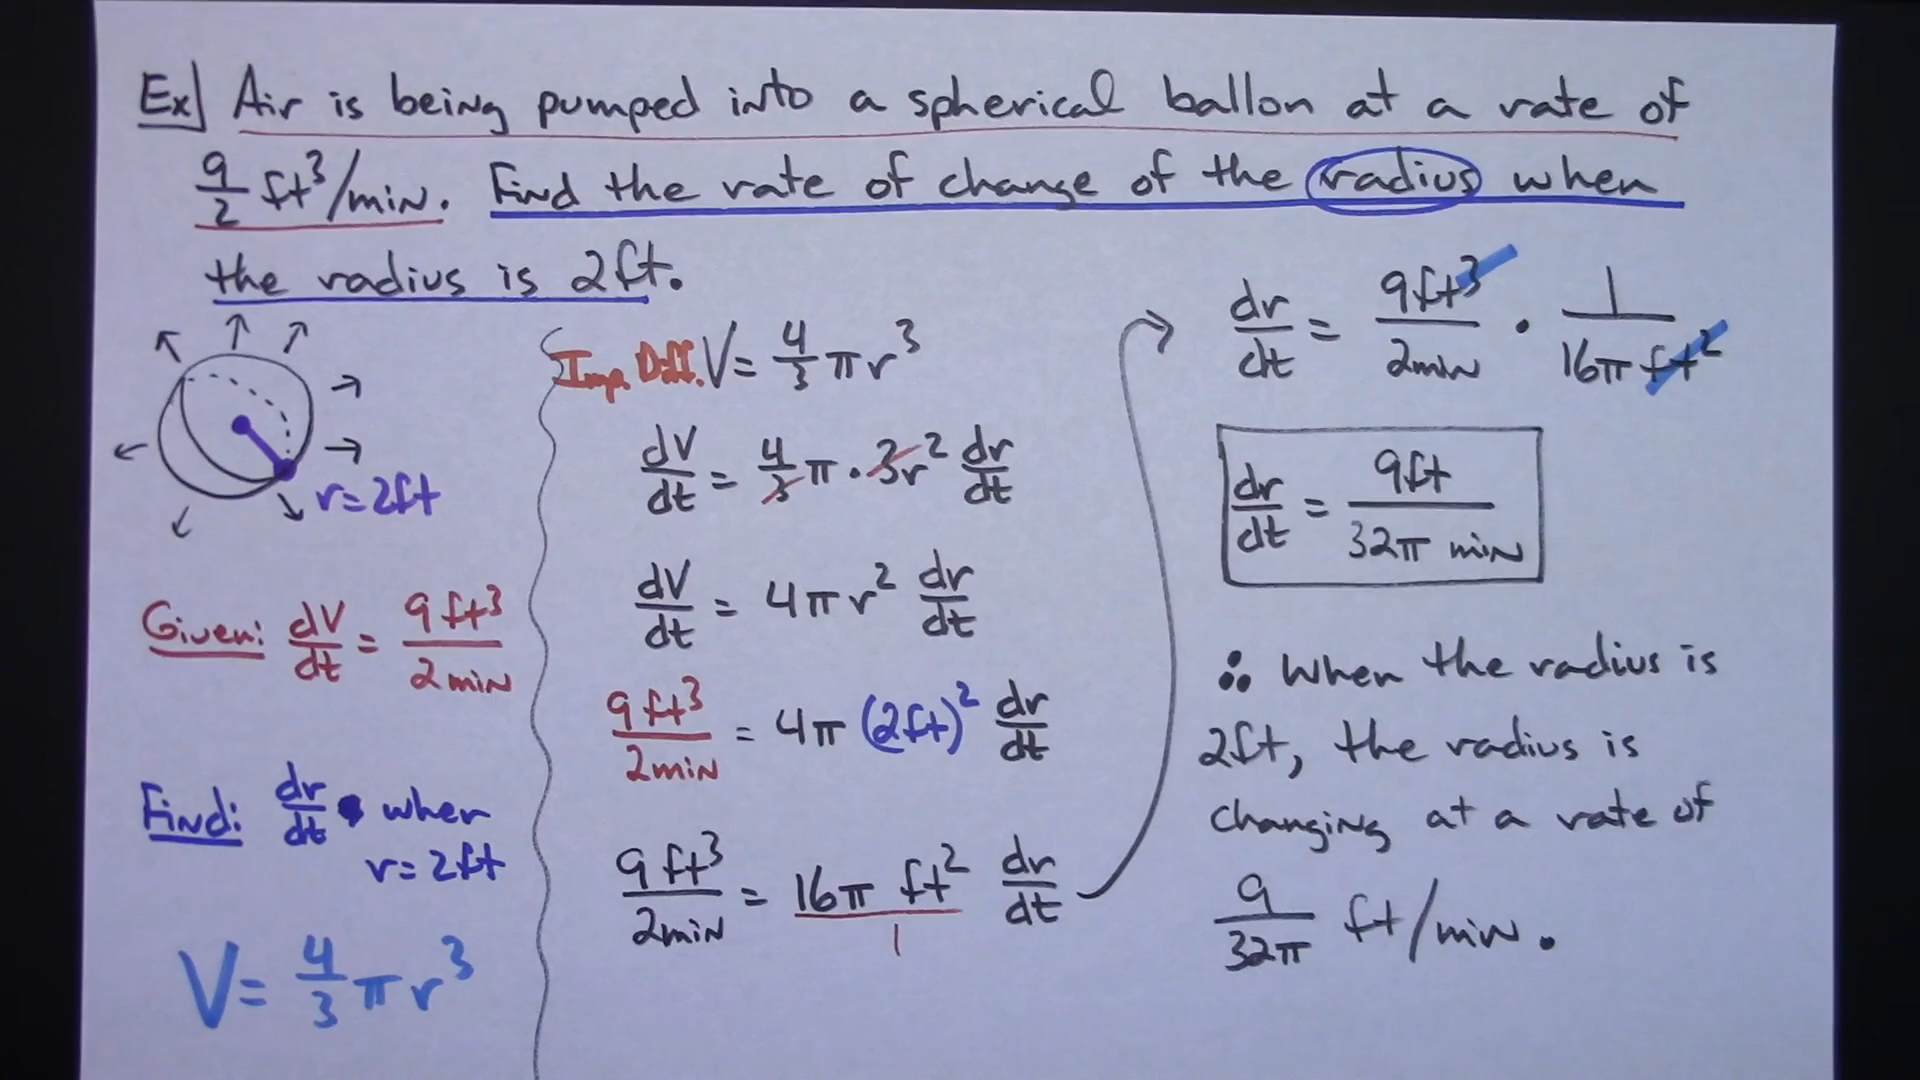 Ex] Air is being pumped into a spherical ballon at a rate of
9/2 ft³/min. Find the rate of change of the radius when
the radius is 2ft.
r=2ft
Given: dV/dt = 9ft³/2min
Find: dr/dt when
r=2ft
V= 4/3 πr³
Imp. Diff. V= 4/3 πr³
dV/dt = 4/3 π·3r² dr/dt
dV/dt = 4πr² dr/dt
9ft³/2min = 4π (2ft)² dr/dt
9ft³/2min = 16π ft²/1 dr/dt
dr/dt = 9ft³/2min · 1/16π ft²
dr/dt = 9ft/32π min
∴ When the radius is
2ft, the radius is
changing at a rate of
9/32π ft/min.